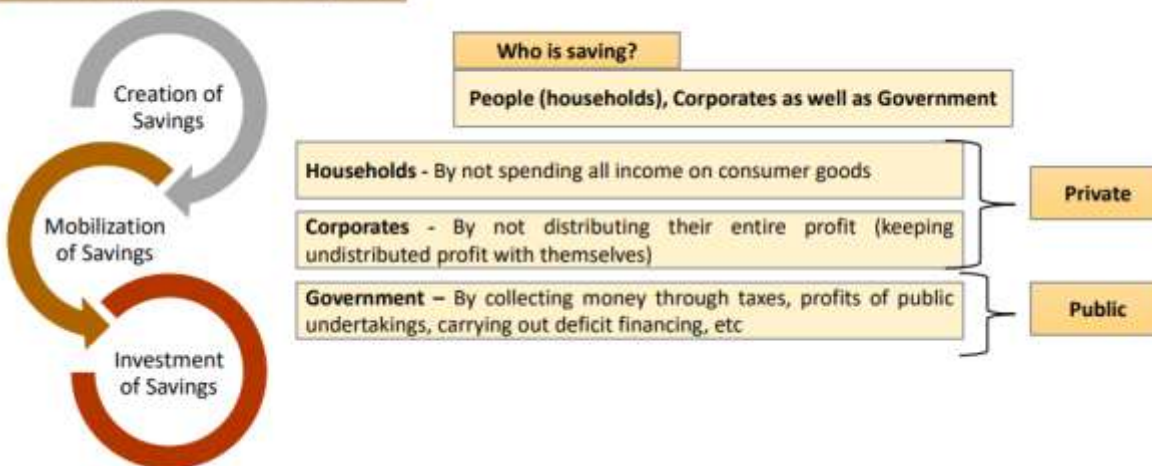 Creation of
Savings
Mobilization
of Savings
Investment
of Savings
Who is saving?
People (households), Corporates as well as Government
Households - By not spending all income on consumer goods
Corporates - By not distributing their entire profit (keeping
undistributed profit with themselves)
Private
Government – By collecting money through taxes, profits of public
undertakings, carrying out deficit financing, etc
Public